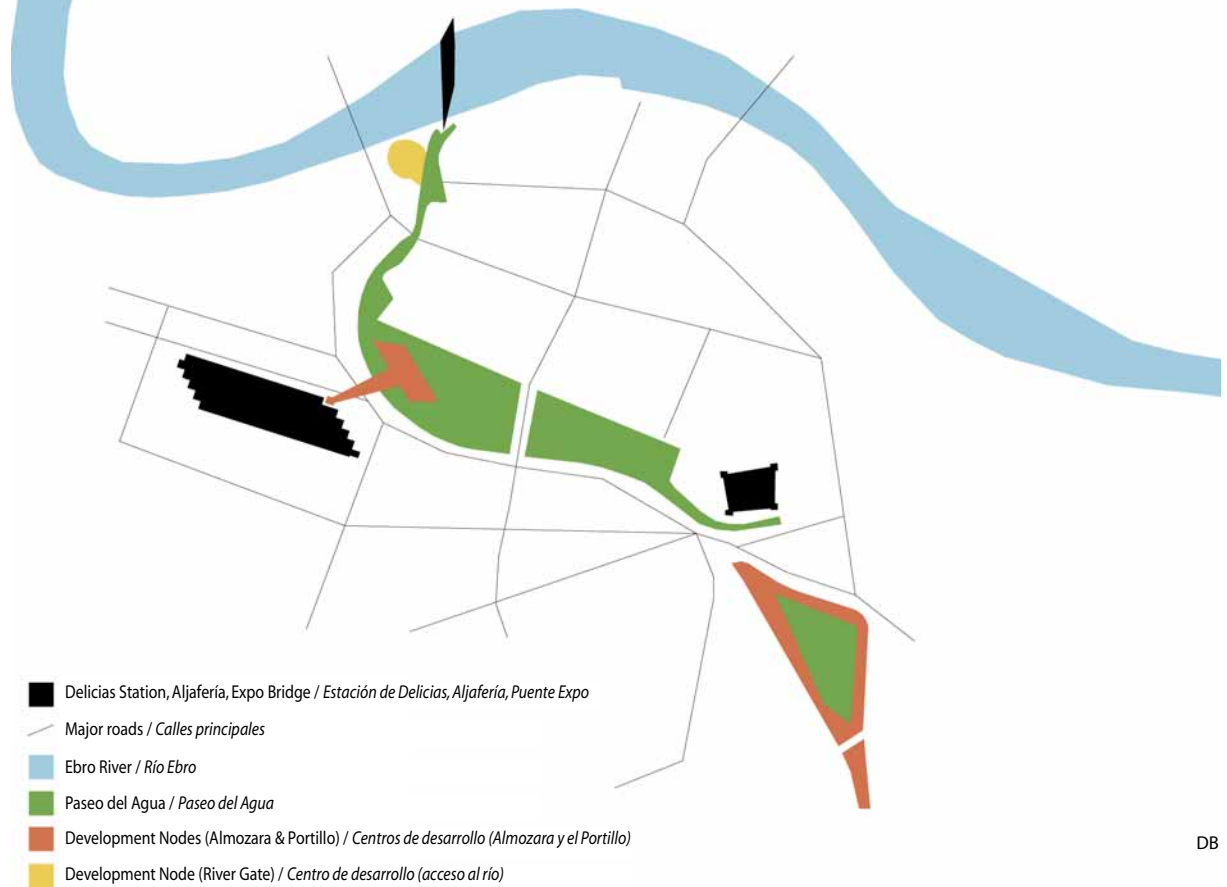 Delicias Station, Aljafería, Expo Bridge / Estación de Delicias, Aljafería, Puente Expo
Major roads / Calles principales
Ebro River / Río Ebro
Paseo del Agua / Paseo del Agua
Development Nodes (Almozara & Portillo) / Centros de desarrollo (Almozara y el Portillo)
DB
Development Node (River Gate) / Centro de desarrollo (acceso al río)